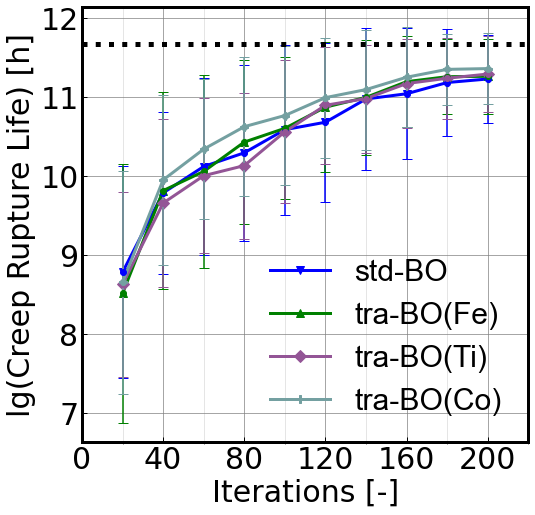 lg(Creep Rupture Life) [h]
12
11
10
9
8
7
std-BO
tra-BO(Fe)
tra-BO(Ti)
tra-BO(Co)
0 40 80 120 160 200
Iterations [-]